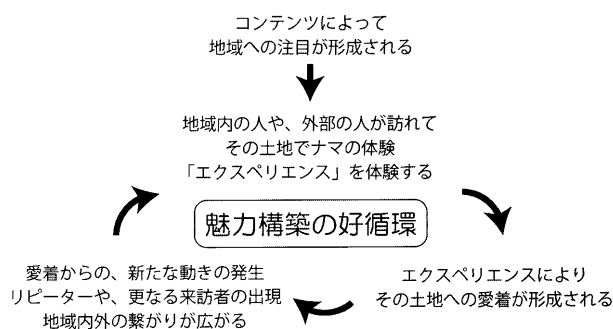 コンテンツによって
地域への注目が形成される
地域内の人や、外部の人が訪れて
その土地でナマの体験
「エクスペリエンス」を体験する
魅力構築の好循環
エクスペリエンスにより
その土地への愛着が形成される
愛着からの、新たな動きの発生
リピーターや、更なる来訪者の出現
地域内外の繋がりが広がる